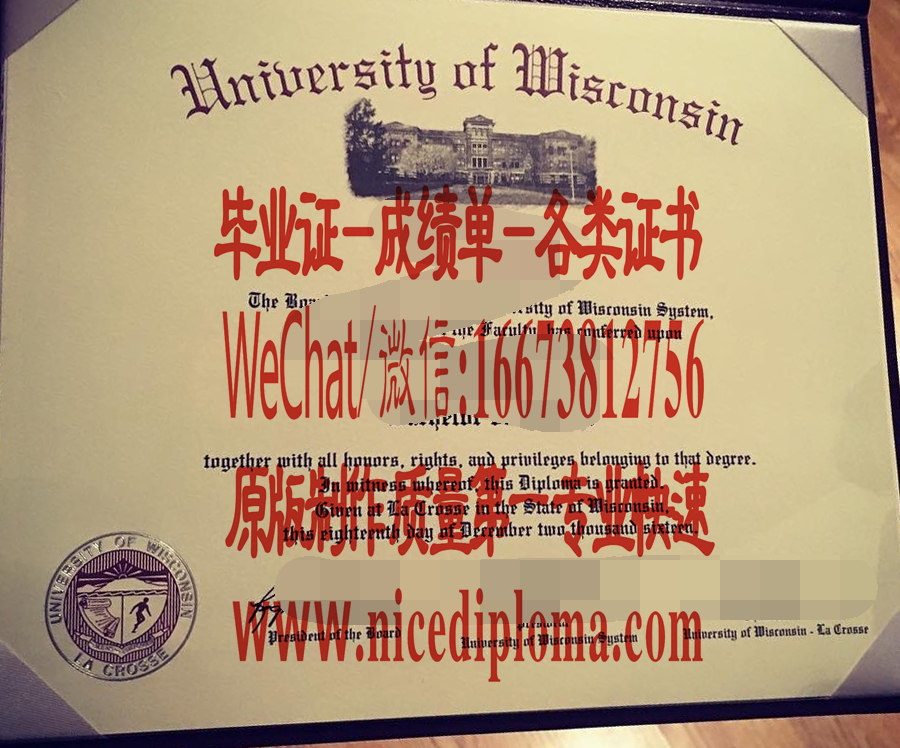 University of Wisconsin
毕业证-成绩单-各类证书
The ... University of Wisconsin System,
the Faculty, has conferred upon
WeChat/微信:16673812756
together with all honors, rights, and privileges belonging to that degree.
In witness whereof, this Diploma is granted.
原版制作质量第一专业快速
Given at La Crosse in the State of Wisconsin,
this eighteenth day of December two thousand sixteen.
UNIVERSITY OF WISCONSIN
LA CROSSE
www.nicediploma.com
President of the Board
University of Wisconsin System
University of Wisconsin - La Crosse